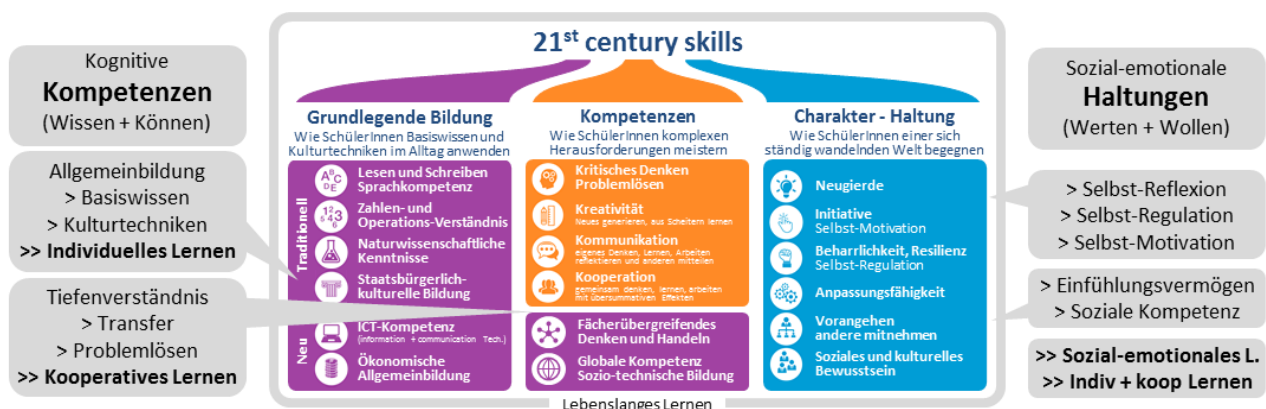 21st century skills
Kognitive
Kompetenzen
(Wissen + Können)
Allgemeinbildung
> Basiswissen
> Kulturtechniken
>> Individuelles Lernen
Tiefenverständnis
> Transfer
> Problemlösen
>> Kooperatives Lernen
Grundlegende Bildung
Wie SchülerInnen Basiswissen und
Kulturtechniken im Alltag anwenden
Traditionell
ABC
DE
Lesen und Schreiben
Sprachkompetenz
Zahlen- und
Operations-Verständnis
Naturwissenschaftliche
Kenntnisse
Staatsbürgerlich-
kulturelle Bildung
Neu
ICT-Kompetenz
(information + communication Tech.)
Ökonomische
Allgemeinbildung
Kompetenzen
Wie SchülerInnen komplexen
Herausforderungen meistern
Kritisches Denken
Problemlösen
Kreativität
Neues generieren, aus Scheitern lernen
Kommunikation
eigenes Denken, Lernen, Arbeiten
reflektieren und anderen mitteilen
Kooperation
gemeinsam denken, lernen, arbeiten
mit übersummativen Effekten
Fächerübergreifendes
Denken und Handeln
Globale Kompetenz
Sozio-technische Bildung
Charakter - Haltung
Wie SchülerInnen einer sich
ständig wandelnden Welt begegnen
Neugierde
Initiative
Selbst-Motivation
Beharrlichkeit, Resilienz
Selbst-Regulation
Anpassungsfähigkeit
Vorangehen
andere mitnehmen
Soziales und kulturelles
Bewusstsein
Sozial-emotionale
Haltungen
(Werten + Wollen)
> Selbst-Reflexion
> Selbst-Regulation
> Selbst-Motivation
> Einfühlungsvermögen
> Soziale Kompetenz
>> Sozial-emotionales L.
>> Indiv + koop Lernen
Lebenslanges Lernen